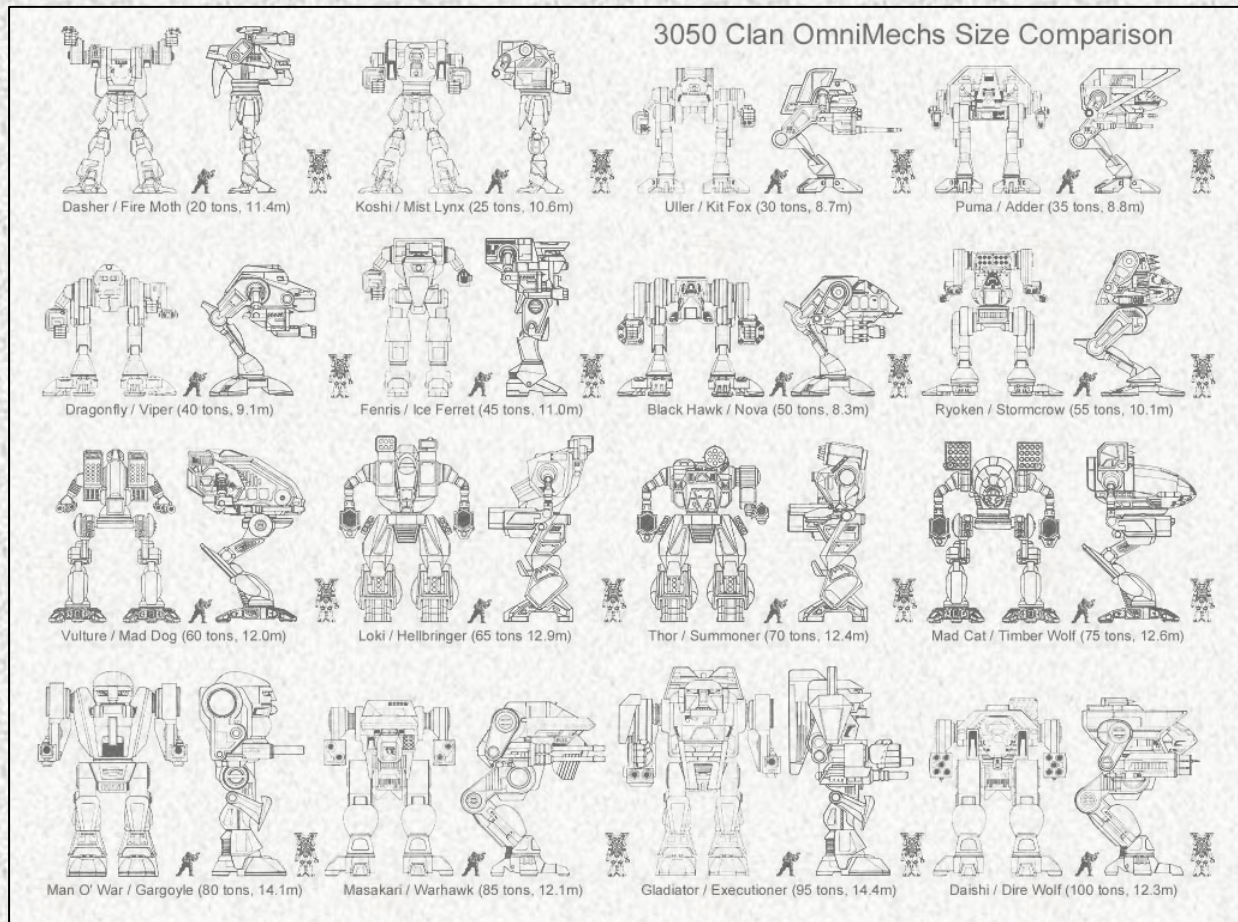 3050 Clan OmniMechs Size Comparison
Dasher / Fire Moth (20 tons, 11.4m)
Koshi / Mist Lynx (25 tons, 10.6m)
Uller / Kit Fox (30 tons, 8.7m)
Puma / Adder (35 tons, 8.8m)
Dragonfly / Viper (40 tons, 9.1m)
Fenris / Ice Ferret (45 tons, 11.0m)
Black Hawk / Nova (50 tons, 8.3m)
Ryoken / Stormcrow (55 tons, 10.1m)
Vulture / Mad Dog (60 tons, 12.0m)
Loki / Hellbringer (65 tons 12.9m)
Thor / Summoner (70 tons, 12.4m)
Mad Cat / Timber Wolf (75 tons, 12.6m)
Man O' War / Gargoyle (80 tons, 14.1m)
Masakari / Warhawk (85 tons, 12.1m)
Gladiator / Executioner (95 tons, 14.4m)
Daishi / Dire Wolf (100 tons, 12.3m)